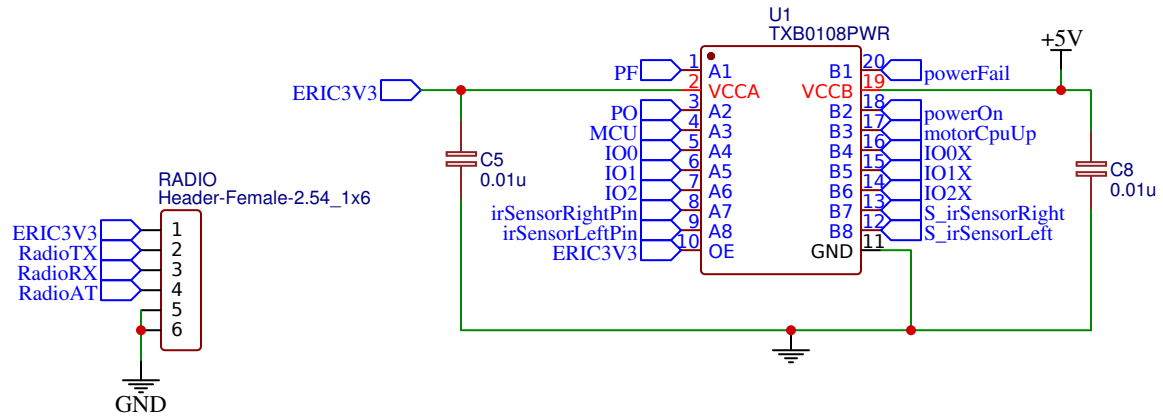 U1
TXB0108PWR
+5V
PF 1 A1 B1 20 powerFail
ERIC3V3 2 VCCA VCCB 19
PO 3 A2 B2 18 powerOn
MCU 4 A3 B3 17 motorCpuUp
IO0 5 A4 B4 16 IO0X
IO1 6 A5 B5 15 IO1X
IO2 7 A6 B6 14 IO2X
irSensorRightPin 8 A7 B7 13 S_irSensorRight
irSensorLeftPin 9 A8 B8 12 S_irSensorLeft
ERIC3V3 10 OE GND 11
C5
0.01u
C8
0.01u
RADIO
Header-Female-2.54_1x6
ERIC3V3 1
RadioTX 2
RadioRX 3
RadioAT 4
5
6
GND